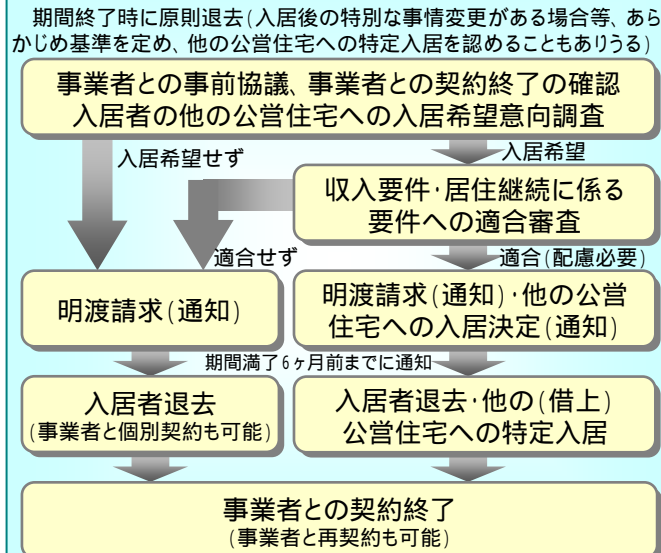 期間終了時に原則退去(入居後の特別な事情変更がある場合等、あら
かじめ基準を定め、他の公営住宅への特定入居を認めることもありうる)
事業者との事前協議、事業者との契約終了の確認
入居者の他の公営住宅への入居希望意向調査
入居希望せず
入居希望
収入要件・居住継続に係る
要件への適合審査
適合せず
適合(配慮必要)
明渡請求(通知)
明渡請求(通知)・他の公営
住宅への入居決定(通知)
期間満了6ヶ月前までに通知
入居者退去
(事業者と個別契約も可能)
入居者退去・他の(借上)
公営住宅への特定入居
事業者との契約終了
(事業者と再契約も可能)